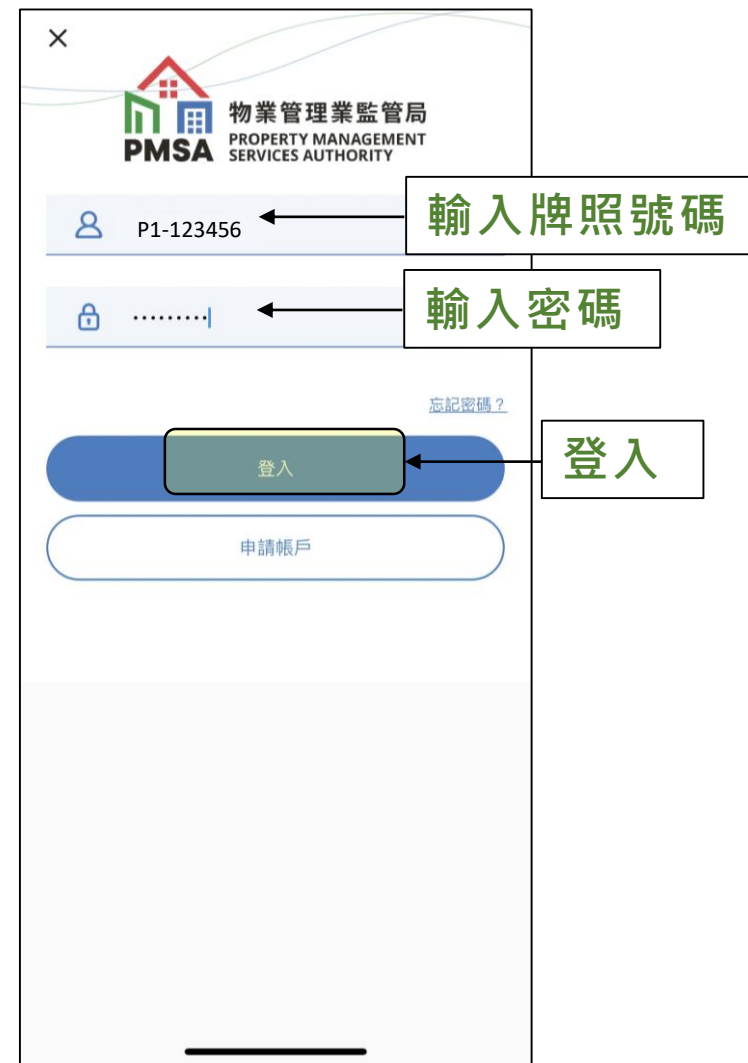 物業管理業監管局
PROPERTY MANAGEMENT
PMSA SERVICES AUTHORITY
P1-123456
輸入牌照號碼
輸入密碼
忘記密碼？
登入
登入
申請帳戶